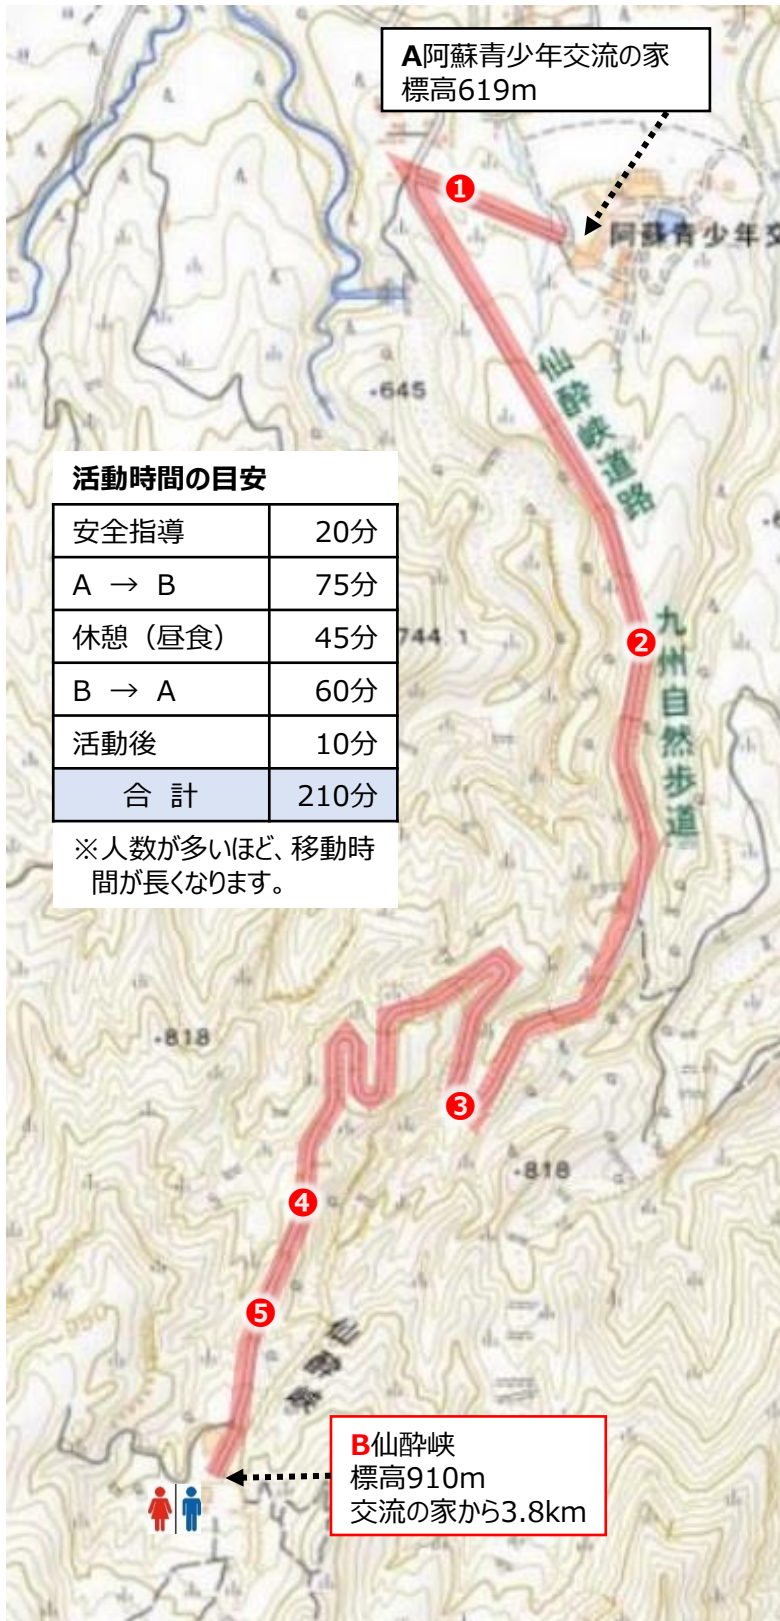 A阿蘇青少年交流の家
標高619m
❶
阿蘇青少年交
仙酔峡道路
645
活動時間の目安
安全指導 20分
A → B 75分
休憩（昼食） 45分
B → A 60分
活動後 10分
合 計 210分
※人数が多いほど、移動時
間が長くなります。
744.1
❷
九州自然歩道
818
❸
818
❹
❺
仙酔峡
B仙酔峡
標高910m
交流の家から3.8km